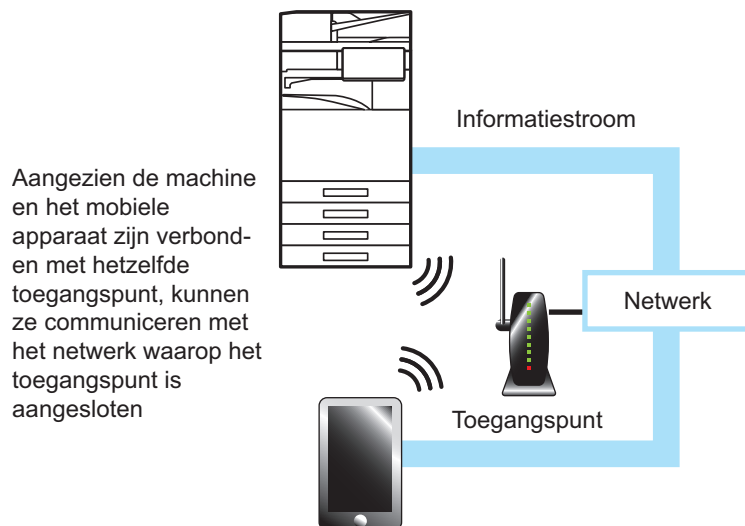 Informatiestroom
Aangezien de machine
en het mobiele
apparaat zijn verbond-
en met hetzelfde
toegangspunt, kunnen
ze communiceren met
het netwerk waarop het
toegangspunt is
aangesloten
Netwerk
Toegangspunt